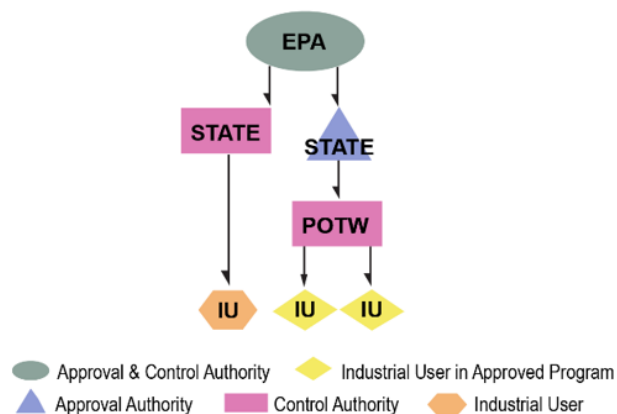 EPA
STATE
STATE
POTW
IU
IU
IU
Approval & Control Authority
Industrial User in Approved Program
Approval Authority
Control Authority
Industrial User